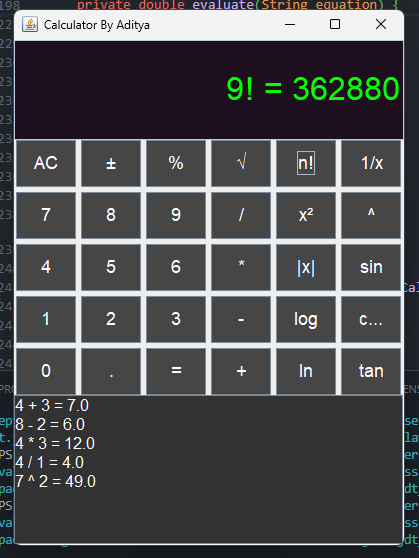 198 private double evaluate(String equation) {
Calculator By Aditya
9! = 362880
AC ± % √ n! 1/x
7 8 9 / x² ^
4 5 6 * |x| sin
1 2 3 - log c...
0 . = + ln tan
4 + 3 = 7.0
8 - 2 = 6.0
4 * 3 = 12.0
4 / 1 = 4.0
7 ^ 2 = 49.0